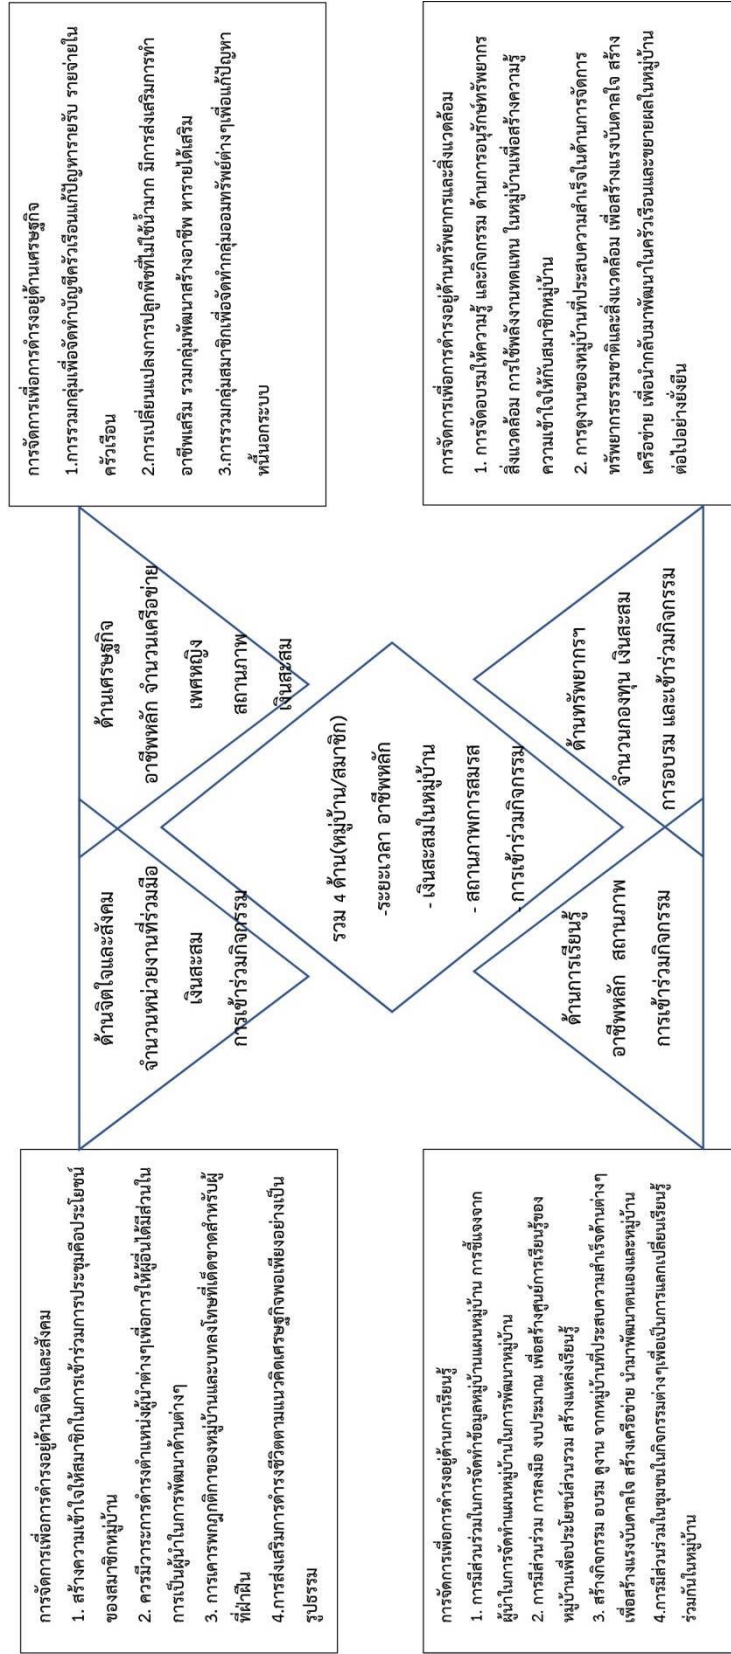 การจัดการเพื่อการดำรงอยู่ด้านจิตใจและสังคม
1. สร้างความเข้าใจให้สมาชิกในการเข้าร่วมการประชุมคือประโยชน์
ของสมาชิกหมู่บ้าน
2. ควรมีวาระการดำรงตำแหน่งผู้นำต่างๆเพื่อการให้ผู้อื่นได้มีส่วนใน
การเป็นผู้นำในการพัฒนาด้านต่างๆ
3. การเคารพกฎกติกาของหมู่บ้านและบทลงโทษที่เด็ดขาดสำหรับผู้
ที่ฝ่าฝืน
4.การส่งเสริมการดำรงชีวิตตามแนวคิดเศรษฐกิจพอเพียงอย่างเป็น
รูปธรรม
ด้านจิตใจและสังคม
จำนวนหน่วยงานที่ร่วมมือ
เงินสะสม
การเข้าร่วมกิจกรรม
ด้านเศรษฐกิจ
อาชีพหลัก จำนวนเครือข่าย
เพศหญิง
สถานภาพ
เงินสะสม
การจัดการเพื่อการดำรงอยู่ด้านเศรษฐกิจ
1.การรวมกลุ่มเพื่อจัดทำบัญชีครัวเรือนแก้ปัญหารายรับ รายจ่ายใน
ครัวเรือน
2.การเปลี่ยนแปลงการปลูกพืชที่ไม่ใช้น้ำมาก มีการส่งเสริมการทำ
อาชีพเสริม รวมกลุ่มพัฒนาสร้างอาชีพ หารายได้เสริม
3.การรวมกลุ่มสมาชิกเพื่อจัดทำกลุ่มออมทรัพย์ต่างๆเพื่อแก้ปัญหา
หนี้นอกระบบ
รวม 4 ด้าน(หมู่บ้าน/สมาชิก)
-ระยะเวลา อาชีพหลัก
- เงินสะสมในหมู่บ้าน
- สถานภาพการสมรส
- การเข้าร่วมกิจกรรม
การจัดการเพื่อการดำรงอยู่ด้านการเรียนรู้
1. การมีส่วนร่วมในการจัดทำข้อมูลหมู่บ้านแผนหมู่บ้าน การชี้แจงจาก
ผู้นำในการจัดทำแผนหมู่บ้านในการพัฒนาหมู่บ้าน
2. การมีส่วนร่วม การลงมือ งบประมาณ เพื่อสร้างศูนย์การเรียนรู้ของ
หมู่บ้านเพื่อประโยชน์ส่วนรวม สร้างแหล่งเรียนรู้
3. สร้างกิจกรรม อบรม ดูงาน จากหมู่บ้านที่ประสบความสำเร็จด้านต่างๆ
เพื่อสร้างแรงบันดาลใจ สร้างเครือข่าย นำมาพัฒนาตนเองและหมู่บ้าน
4.การมีส่วนร่วมในชุมชนในกิจกรรมต่างๆเพื่อเป็นการแลกเปลี่ยนเรียนรู้
ร่วมกันในหมู่บ้าน
ด้านการเรียนรู้
อาชีพหลัก สถานภาพ
การเข้าร่วมกิจกรรม
ด้านทรัพยากรฯ
จำนวนกองทุน เงินสะสม
การอบรม และเข้าร่วมกิจกรรม
การจัดการเพื่อการดำรงอยู่ด้านทรัพยากรและสิ่งแวดล้อม
1. การจัดอบรมให้ความรู้ และกิจกรรม ด้านการอนุรักษ์ทรัพยากร
สิ่งแวดล้อม การใช้พลังงานทดแทน ในหมู่บ้านเพื่อสร้างความรู้
ความเข้าใจให้กับสมาชิกหมู่บ้าน
2. การดูงานของหมู่บ้านที่ประสบความสำเร็จในด้านการจัดการ
ทรัพยากรธรรมชาติและสิ่งแวดล้อม เพื่อสร้างแรงบันดาลใจ สร้าง
เครือข่าย เพื่อนำกลับมาพัฒนาในครัวเรือนและขยายผลในหมู่บ้าน
ต่อไปอย่างยั่งยืน